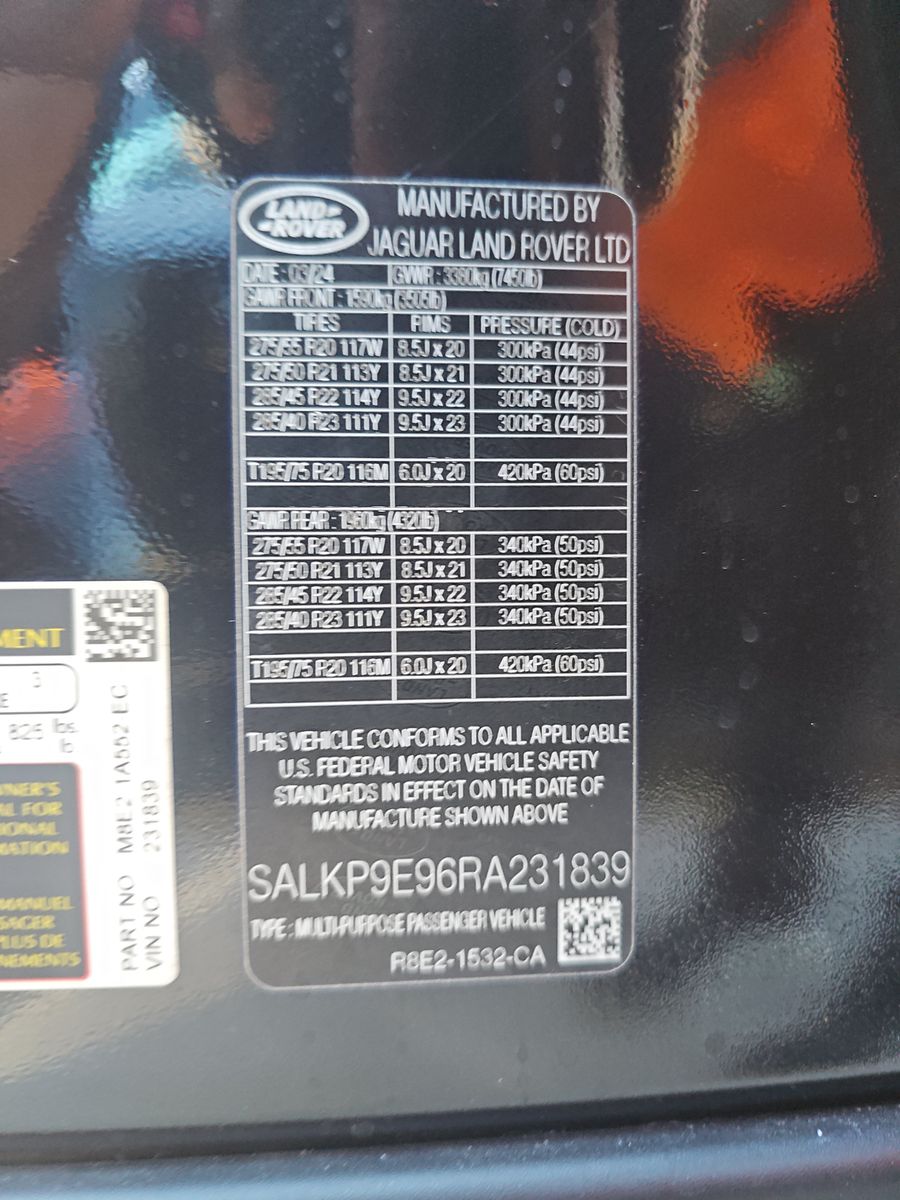 LAND ROVER
MANUFACTURED BY
JAGUAR LAND ROVER LTD
DATE : 03/24 GVWR : 3380kg (7450lb)
GAWR FRONT : 1590kg (3505lb)
TIRES RIMS PRESSURE (COLD)
275/55 R20 117W 8.5J x 20 300kPa (44psi)
275/50 R21 113Y 8.5J x 21 300kPa (44psi)
285/45 R22 114Y 9.5J x 22 300kPa (44psi)
285/40 R23 111Y 9.5J x 23 300kPa (44psi)
T195/75 R20 116M 6.0J x 20 420kPa (60psi)
GAWR REAR : 1960kg (4320lb)
275/55 R20 117W 8.5J x 20 340kPa (50psi)
275/50 R21 113Y 8.5J x 21 340kPa (50psi)
285/45 R22 114Y 9.5J x 22 340kPa (50psi)
285/40 R23 111Y 9.5J x 23 340kPa (50psi)
T195/75 R20 116M 6.0J x 20 420kPa (60psi)
THIS VEHICLE CONFORMS TO ALL APPLICABLE
U.S. FEDERAL MOTOR VEHICLE SAFETY
STANDARDS IN EFFECT ON THE DATE OF
MANUFACTURE SHOWN ABOVE
SALKP9E96RA231839
TYPE : MULTI-PURPOSE PASSENGER VEHICLE
R8E2-1532-CA
MENT
3
E
825 lbs
lb
WNER'S
AL FOR
IONAL
MATION
MANUEL
SAGER
PLUS DE
NEMENTS
PART NO M8E2 1A552 EC
VIN NO 231839